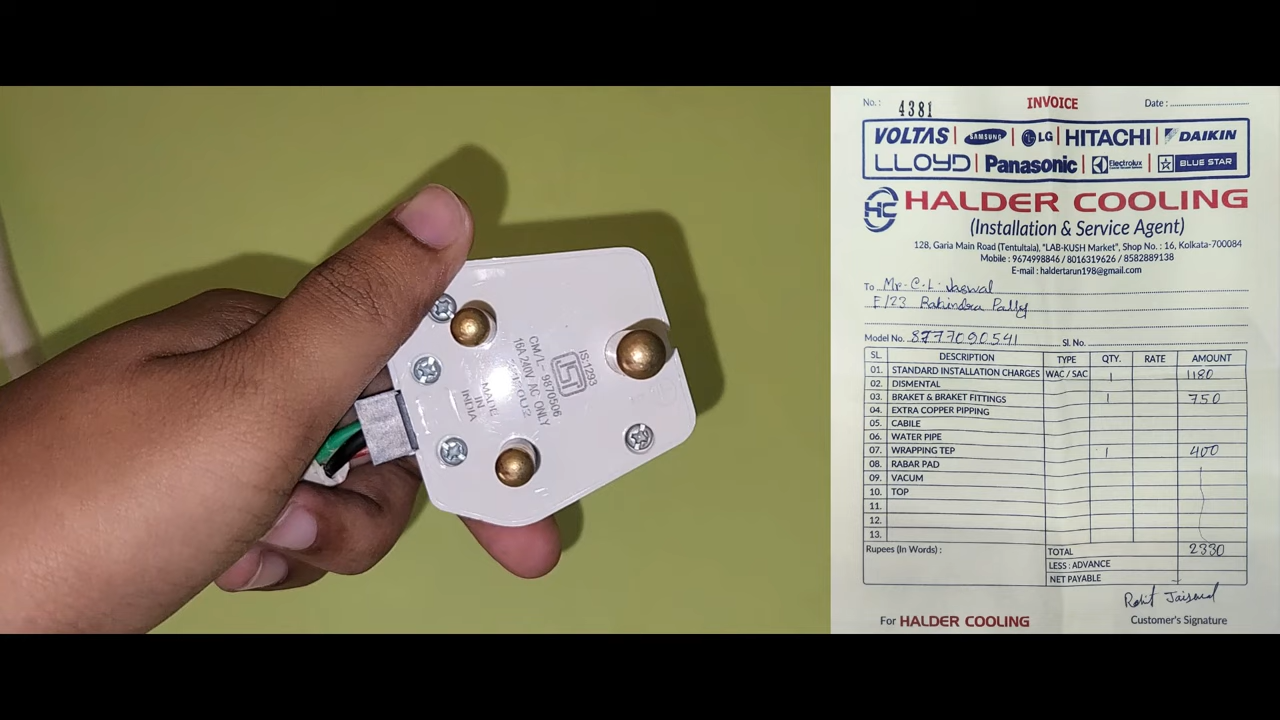 IS:1293
CM/L- 9870506
16A 240V. AC ONLY
MADE
IN
INDIA
No. : 4381 INVOICE Date :
VOLTAS SAMSUNG LG HITACHI DAIKIN
LLOYD Panasonic Electrolux BLUE STAR
HC HALDER COOLING
(Installation & Service Agent)
128, Garia Main Road (Tentultala), "LAB-KUSH Market", Shop No. : 16, Kolkata-700084
Mobile : 9674998846 / 8016319626 / 8582889138
E-mail : haldertarun198@gmail.com
To Mr. C. L. Jaswal
E/23 Rabindra Pally
Model No. 8777090541 Sl. No.
SL. DESCRIPTION TYPE QTY. RATE AMOUNT
01. STANDARD INSTALLATION CHARGES WAC / SAC 1 1180
02. DISMENTAL
03. BRAKET & BRAKET FITTINGS 1 750
04. EXTRA COPPER PIPPING
05. CABILE
06. WATER PIPE
07. WRAPPING TEP 1 400
08. RABAR PAD
09. VACUM
10. TOP
11.
12.
13.
Rupees (In Words) : TOTAL 2330
LESS : ADVANCE
NET PAYABLE
Rohit Jaiswal
For HALDER COOLING Customer's Signature